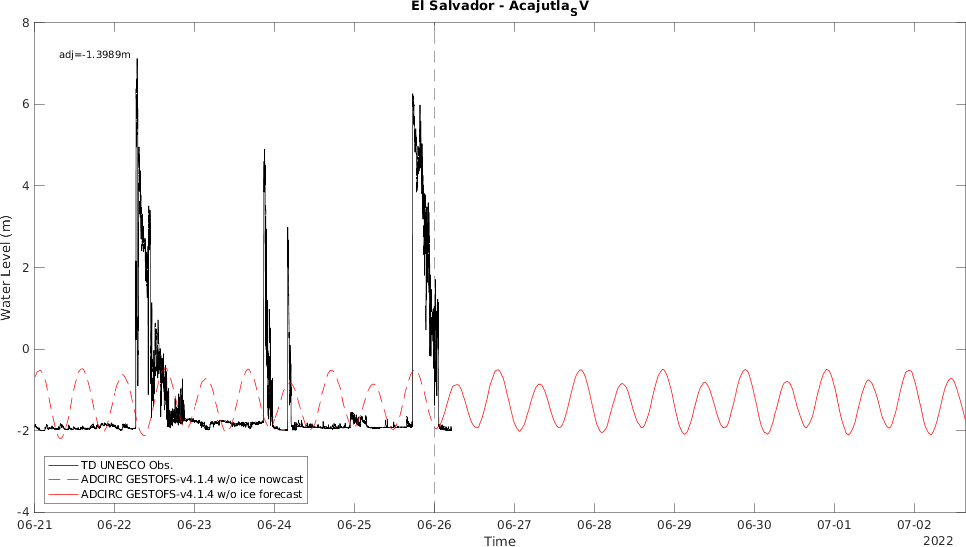 El Salvador - AcajutlaSV
adj=-1.3989m
Water Level (m)
8
6
4
2
0
-2
-4
TD UNESCO Obs.
ADCIRC GESTOFS-v4.1.4 w/o ice nowcast
ADCIRC GESTOFS-v4.1.4 w/o ice forecast
06-21 06-22 06-23 06-24 06-25 06-26 06-27 06-28 06-29 06-30 07-01 07-02
Time
2022